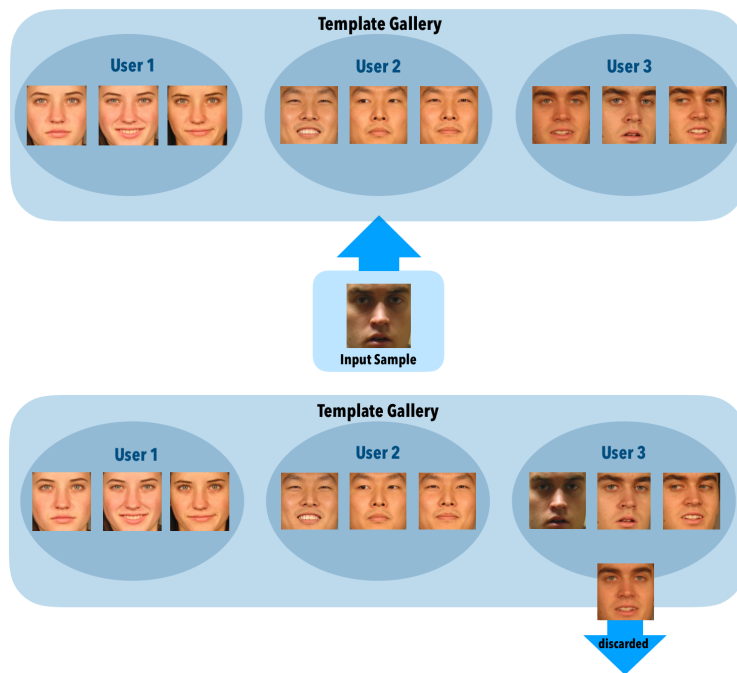 Template Gallery
User 1
User 2
User 3
Input Sample
Template Gallery
User 1
User 2
User 3
discarded